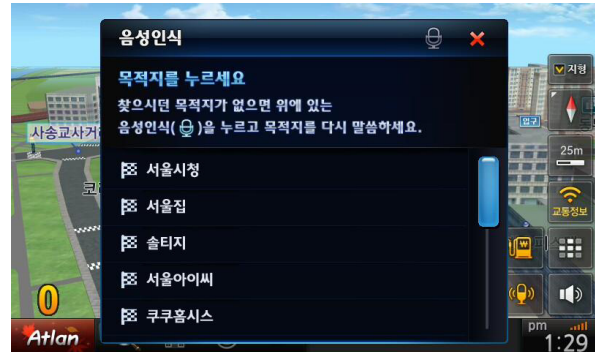 음성인식
목적지를 누르세요
찾으시던 목적지가 없으면 위에 있는
음성인식( )을 누르고 목적지를 다시 말씀하세요.
서울시청
서울집
솔티지
서울아이씨
쿠쿠홈시스
사송교사거
코
입구
지형
25m
교통정보
0
Atlan
pm
1:29